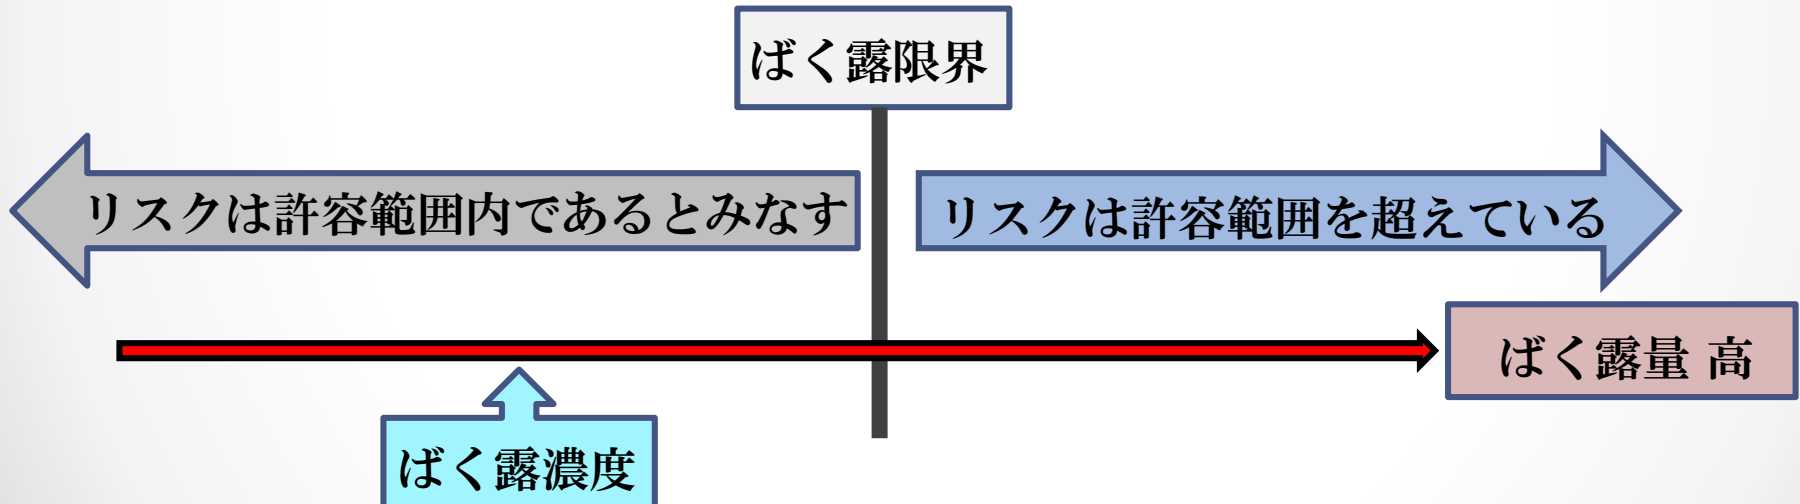 ばく露限界
リスクは許容範囲内であるとみなす
リスクは許容範囲を超えている
ばく露量 高
ばく露濃度